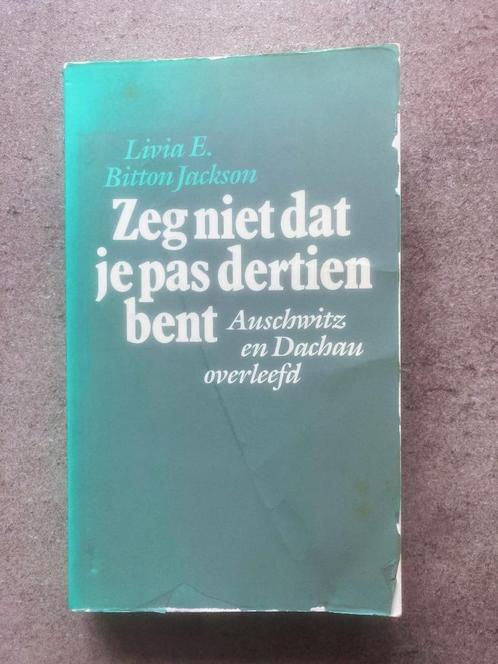 Livia E.
Bitton Jackson
Zeg niet dat
je pas dertien
bent Auschwitz
en Dachau
overleefd